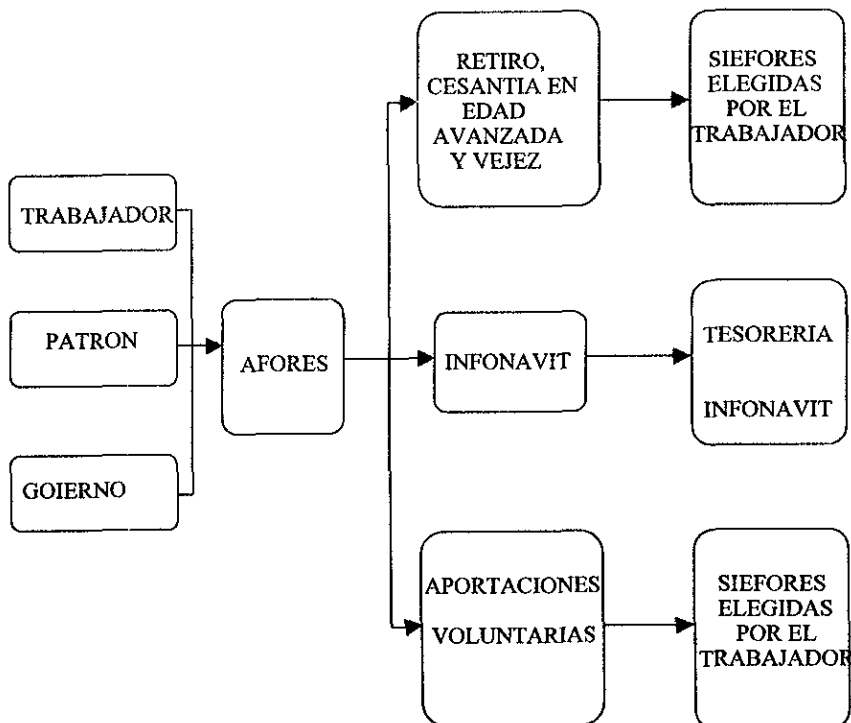 TRABAJADOR
PATRON
GOIERNO
AFORES
RETIRO,
CESANTIA EN
EDAD
AVANZADA
Y VEJEZ
SIEFORES
ELEGIDAS
POR EL
TRABAJADOR
INFONAVIT
TESORERIA
INFONAVIT
APORTACIONES
VOLUNTARIAS
SIEFORES
ELEGIDAS
POR EL
TRABAJADOR